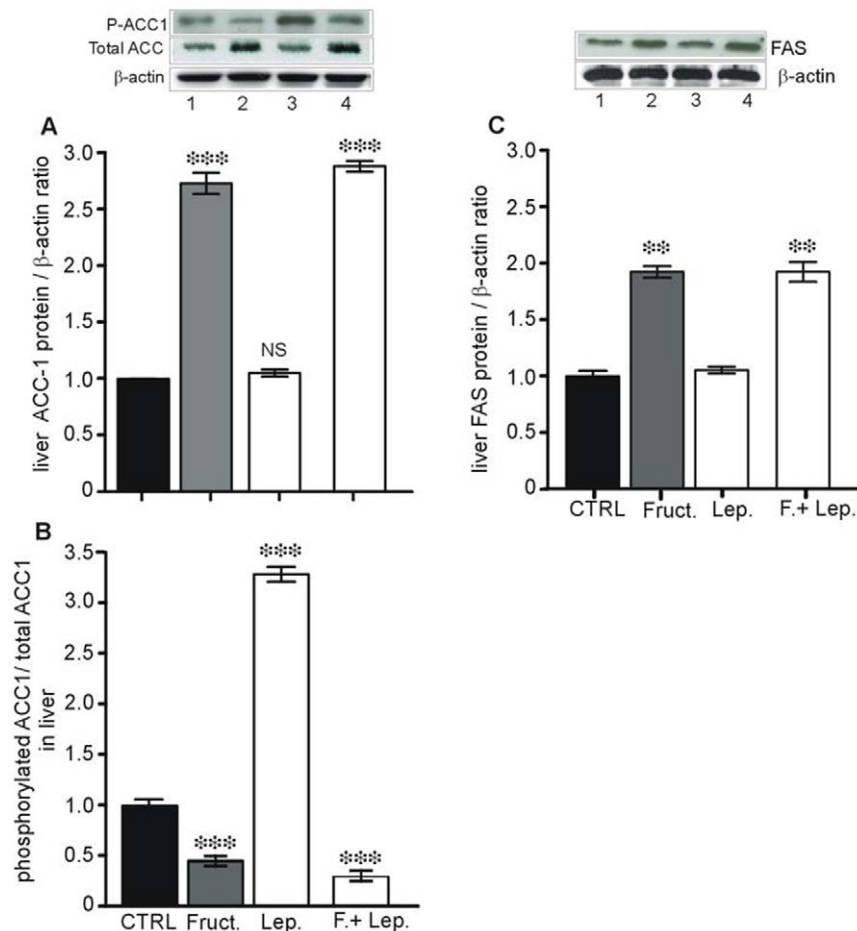 P-ACC1
Total ACC
β-actin
1 2 3 4
FAS
β-actin
1 2 3 4
A
liver ACC-1 protein / β-actin ratio
3.0
2.5
2.0
1.5
1.0
0.5
0
***
NS
***
C
liver FAS protein / β-actin ratio
3.0
2.5
2.0
1.5
1.0
0.5
0
**
**
CTRL Fruct. Lep. F.+ Lep.
B
phosphorylated ACC1/ total ACC1
in liver
3.5
3.0
2.5
2.0
1.5
1.0
0.5
0
***
***
***
CTRL Fruct. Lep. F.+ Lep.